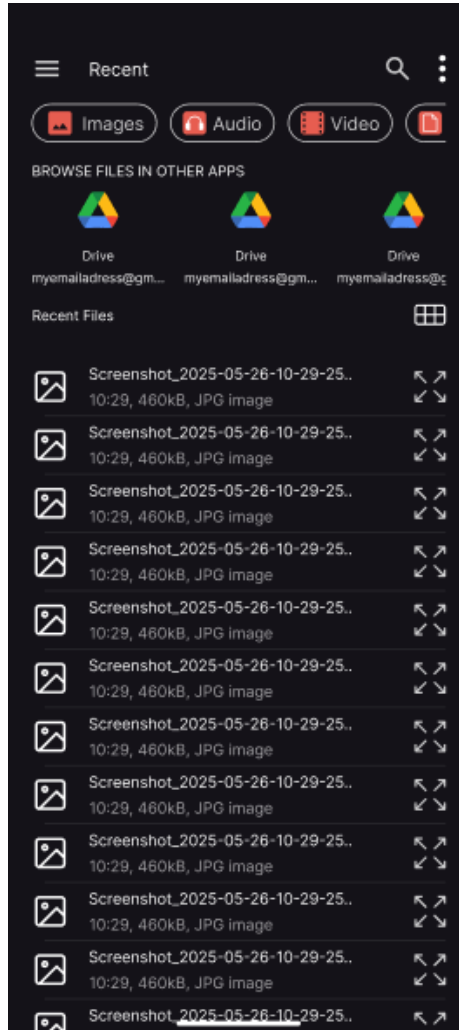 Recent
Images Audio Video
BROWSE FILES IN OTHER APPS
Drive Drive Drive
myemailadress@gm... myemailadress@gm... myemailadress@g
Recent Files
Screenshot_2025-05-26-10-29-25..
10:29, 460kB, JPG image
Screenshot_2025-05-26-10-29-25..
10:29, 460kB, JPG image
Screenshot_2025-05-26-10-29-25..
10:29, 460kB, JPG image
Screenshot_2025-05-26-10-29-25..
10:29, 460kB, JPG image
Screenshot_2025-05-26-10-29-25..
10:29, 460kB, JPG image
Screenshot_2025-05-26-10-29-25..
10:29, 460kB, JPG image
Screenshot_2025-05-26-10-29-25..
10:29, 460kB, JPG image
Screenshot_2025-05-26-10-29-25..
10:29, 460kB, JPG image
Screenshot_2025-05-26-10-29-25..
10:29, 460kB, JPG image
Screenshot_2025-05-26-10-29-25..
10:29, 460kB, JPG image
Screenshot_2025-05-26-10-29-25..
10:29, 460kB, JPG image
Screenshot_2025-05-26-10-29-25..